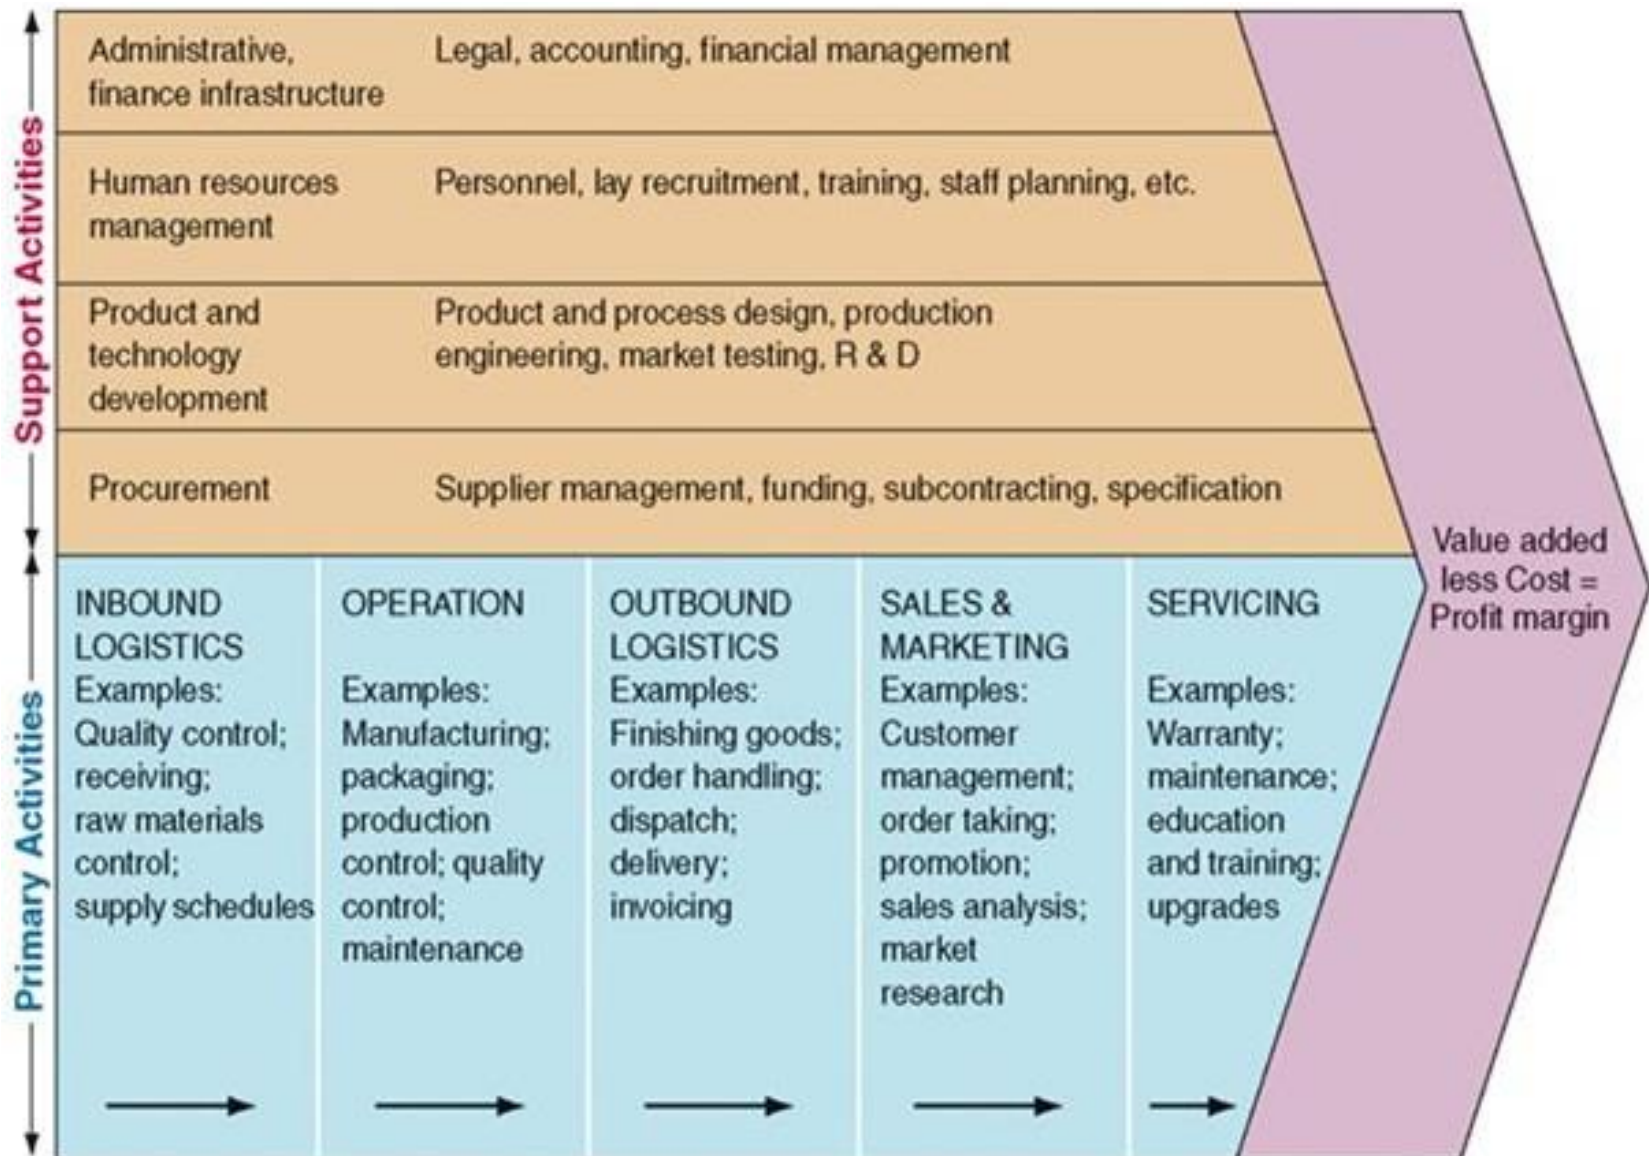 Support Activities
Administrative,
finance infrastructure
Legal, accounting, financial management
Human resources
management
Personnel, lay recruitment, training, staff planning, etc.
Product and
technology
development
Product and process design, production
engineering, market testing, R & D
Procurement
Supplier management, funding, subcontracting, specification
Primary Activities
INBOUND
LOGISTICS
Examples:
Quality control;
receiving;
raw materials
control;
supply schedules
OPERATION
Examples:
Manufacturing;
packaging;
production
control; quality
control;
maintenance
OUTBOUND
LOGISTICS
Examples:
Finishing goods;
order handling;
dispatch;
delivery;
invoicing
SALES &
MARKETING
Examples:
Customer
management;
order taking;
promotion;
sales analysis;
market
research
SERVICING
Examples:
Warranty;
maintenance;
education
and training;
upgrades
Value added
less Cost =
Profit margin